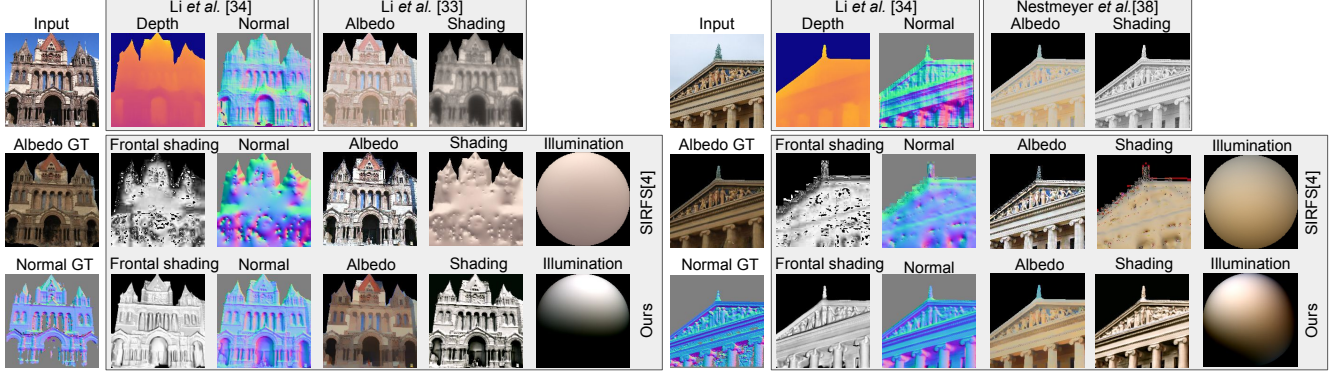 Li et al. [34] Li et al. [33] Li et al. [34] Nestmeyer et al.[38]
Input Depth Normal Albedo Shading Input Depth Normal Albedo Shading
Albedo GT Frontal shading Normal Albedo Shading Illumination Albedo GT Frontal shading Normal Albedo Shading Illumination
SIRFS[4] SIRFS[4]
Normal GT Frontal shading Normal Albedo Shading Illumination Normal GT Frontal shading Normal Albedo Shading Illumination
Ours Ours